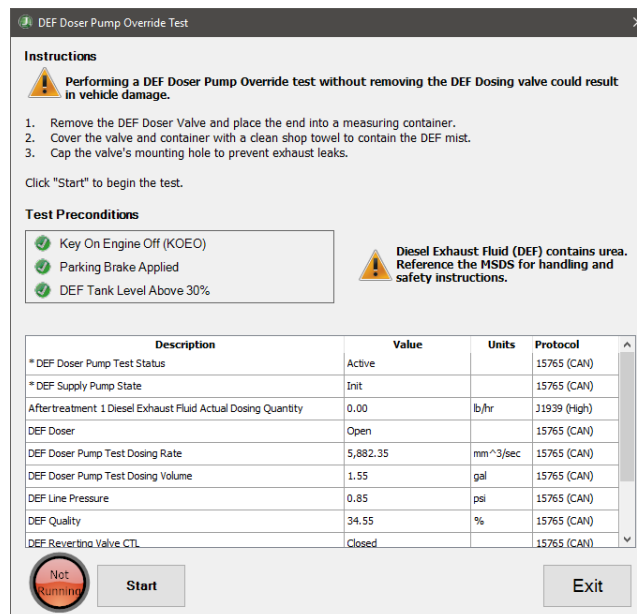 DEF Doser Pump Override Test
Instructions
Performing a DEF Doser Pump Override test without removing the DEF Dosing valve could result
in vehicle damage.
1. Remove the DEF Doser Valve and place the end into a measuring container.
2. Cover the valve and container with a clean shop towel to contain the DEF mist.
3. Cap the valve's mounting hole to prevent exhaust leaks.
Click "Start" to begin the test.
Test Preconditions
Key On Engine Off (KOEO)
Parking Brake Applied
DEF Tank Level Above 30%
Diesel Exhaust Fluid (DEF) contains urea.
Reference the MSDS for handling and
safety instructions.
Description Value Units Protocol
* DEF Doser Pump Test Status Active 15765 (CAN)
* DEF Supply Pump State Init 15765 (CAN)
Aftertreatment 1 Diesel Exhaust Fluid Actual Dosing Quantity 0.00 lb/hr J1939 (High)
DEF Doser Open 15765 (CAN)
DEF Doser Pump Test Dosing Rate 5,882.35 mm^3/sec 15765 (CAN)
DEF Doser Pump Test Dosing Volume 1.55 gal 15765 (CAN)
DEF Line Pressure 0.85 psi 15765 (CAN)
DEF Quality 34.55 % 15765 (CAN)
DEF Reverting Valve CTL Closed 15765 (CAN)
Not
Running
Start
Exit